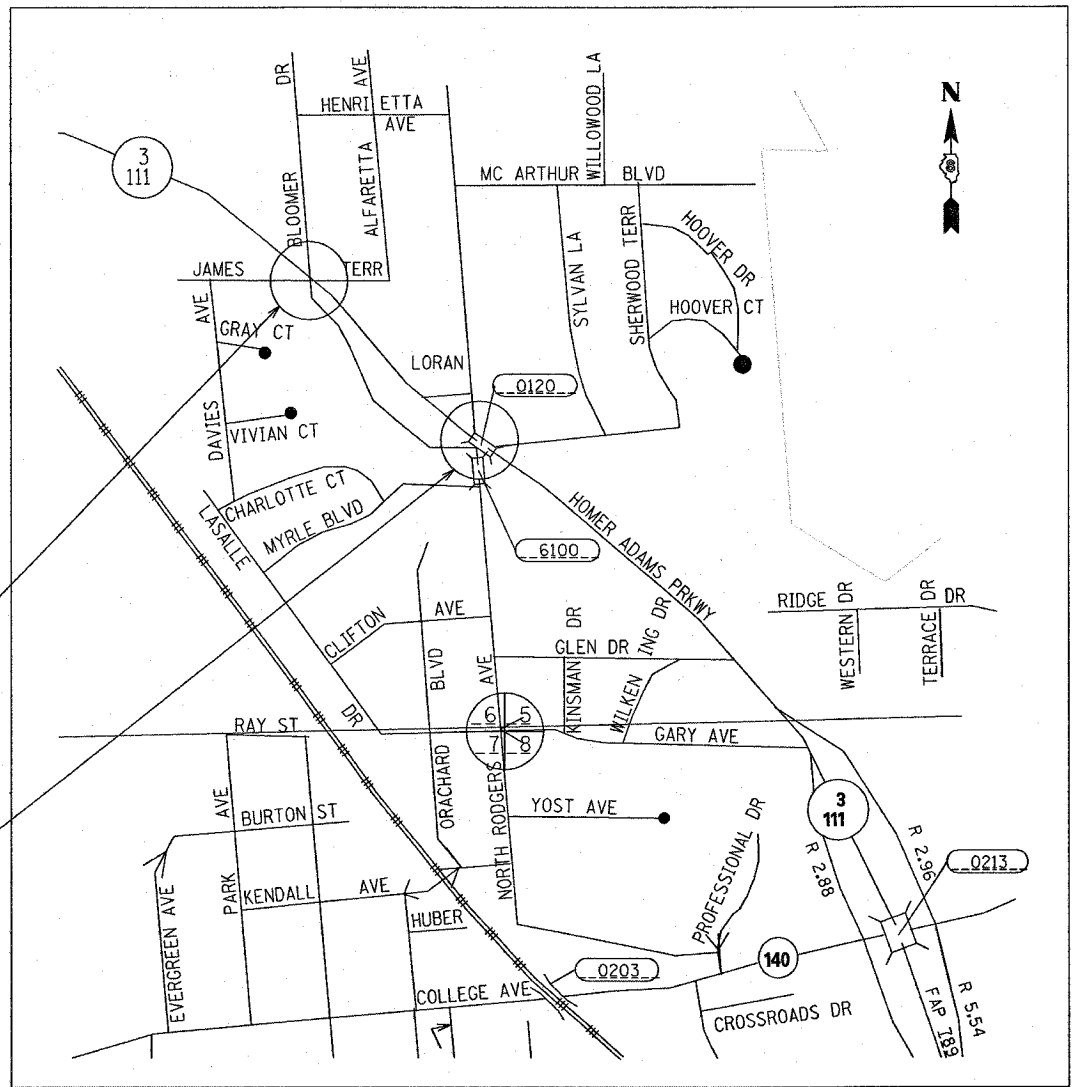 DR
AVE
HENRI ETTA
AVE
WILLOWOOD LA
N
3
111
BLOOMER
ALFARETTA
MC ARTHUR BLVD
SHERWOOD TERR
HOOVER DR
JAMES TERR
SYLVAN LA
AVE
GRAY CT
HOOVER CT
LORAN
0120
DAVIES
VIVIAN CT
CHARLOTTE CT
LASALLE
MYRLE BLVD
HOMER ADAMS PRKWY
6100
RIDGE DR
WESTERN DR
TERRACE DR
CLIFTON AVE
BLVD
AVE
GLEN DR
KINSMAN DR
WILKEN ING DR
DR
6 5
7 8
RAY ST
GARY AVE
ORACHARD
NORTH RODGERS
AVE
BURTON ST
YOST AVE
3
111
PROFESSIONAL DR
R 2.88
R 2.96
0213
EVERGREEN AVE
PARK
KENDALL AVE
HUBER
140
0203
COLLEGE AVE
CROSSROADS DR
FAP 789
R 5.54